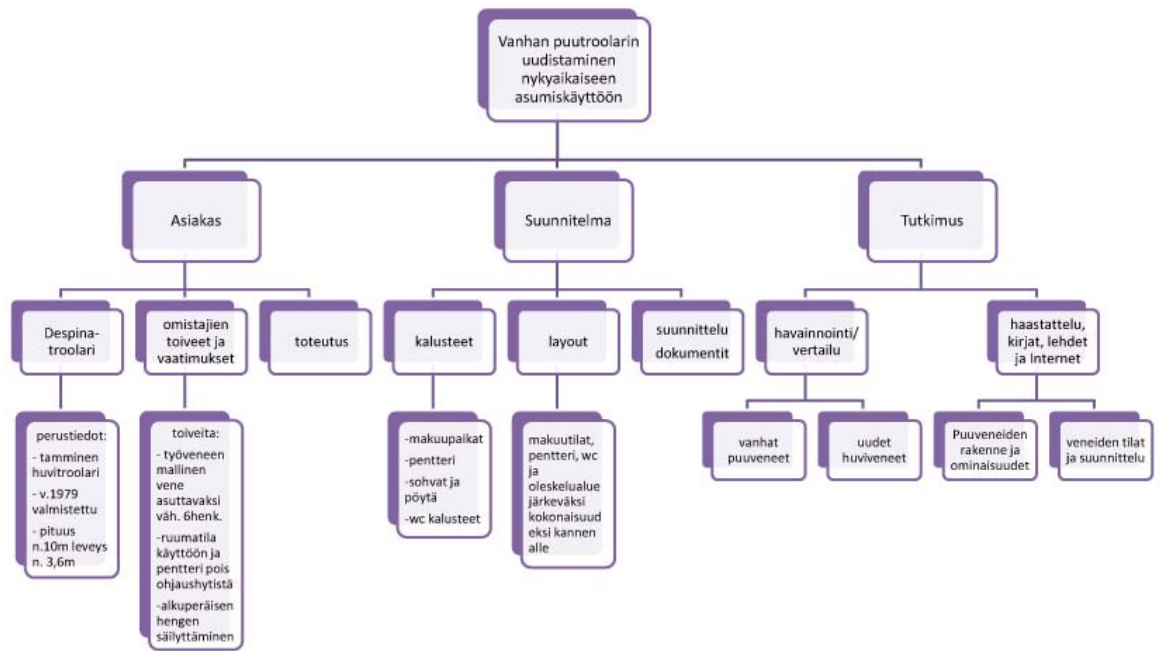 Vanhan puutroolarin
uudistaminen
nykyaikaiseen
asumiskäyttöön
Asiakas
Suunnitelma
Tutkimus
Despina-
troolari
omistajien
toiveet ja
vaatimukset
toteutus
kalusteet
layout
suunnittelu
dokumentit
havainnointi/
vertailu
haastattelu,
kirjat, lehdet
ja Internet
perustiedot:
- tamminen
huvitroolari
- v.1979
valmistettu
- pituus
n.10m leveys
n. 3,6m
toiveita:
- työveneen
mallinen
vene
asuttavaksi
väh. 6henk.
-ruumatila
käyttöön ja
pentteri pois
ohjaushytistä
-alkuperäisen
hengen
säilyttäminen
-makuupaikat
-pentteri
-sohvat ja
pöytä
-wc kalusteet
makuutilat,
pentteri, wc
ja
oleskelualue
järkeväksi
kokonaisuud
eksi kannen
alle
vanhat
puuveneet
uudet
huviveneet
Puuveneiden
rakenne ja
ominaisuudet
veneiden tilat
ja suunnittelu